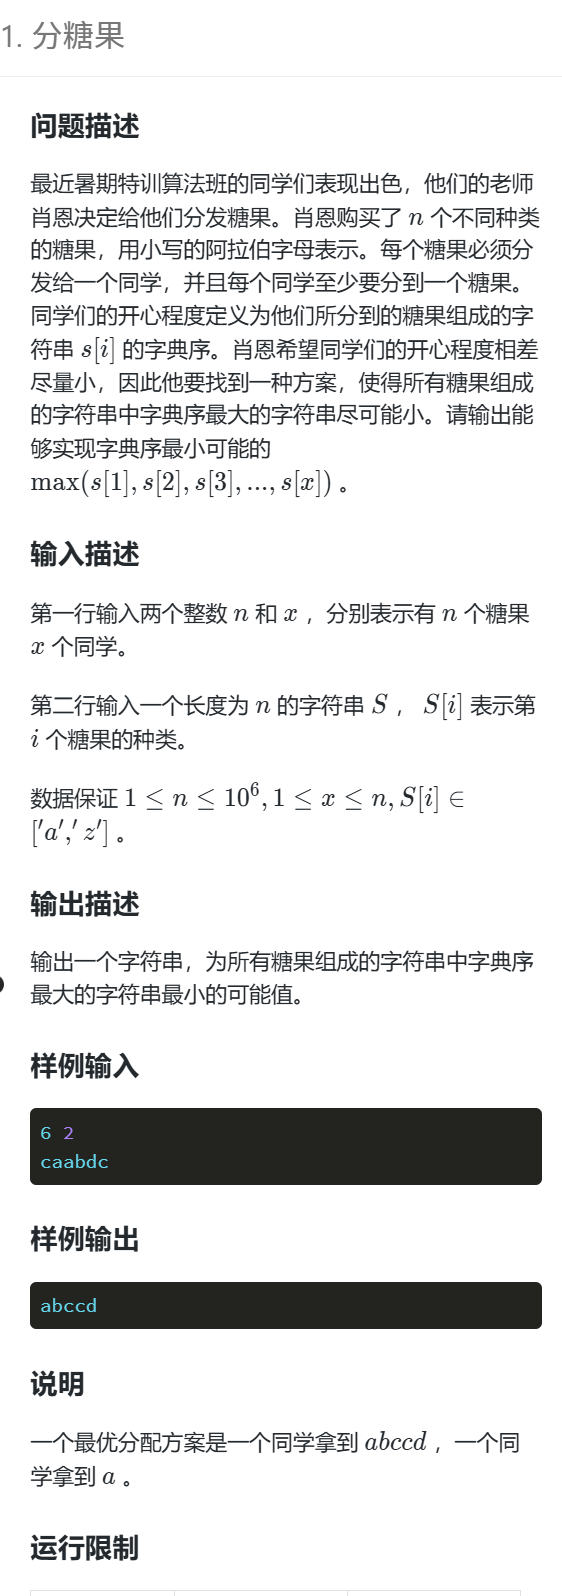 1. 分糖果
问题描述
最近暑期特训算法班的同学们表现出色，他们的老师
肖恩决定给他们分发糖果。肖恩购买了 n 个不同种类
的糖果，用小写的阿拉伯字母表示。每个糖果必须分
发给一个同学，并且每个同学至少要分到一个糖果。
同学们的开心程度定义为他们所分到的糖果组成的字
符串 s[i] 的字典序。肖恩希望同学们的开心程度相差
尽量小，因此他要找到一种方案，使得所有糖果组成
的字符串中字典序最大的字符串尽可能小。请输出能
够实现字典序最小可能的
max(s[1], s[2], s[3], ..., s[x]) 。
输入描述
第一行输入两个整数 n 和 x ，分别表示有 n 个糖果
x 个同学。
第二行输入一个长度为 n 的字符串 S ， S[i] 表示第
i 个糖果的种类。
数据保证 1 ≤ n ≤ 10⁶, 1 ≤ x ≤ n, S[i] ∈
['a',' z'] 。
输出描述
输出一个字符串，为所有糖果组成的字符串中字典序
最大的字符串最小的可能值。
样例输入
6 2
caabdc
样例输出
abccd
说明
一个最优分配方案是一个同学拿到 abccd ，一个同
学拿到 a 。
运行限制